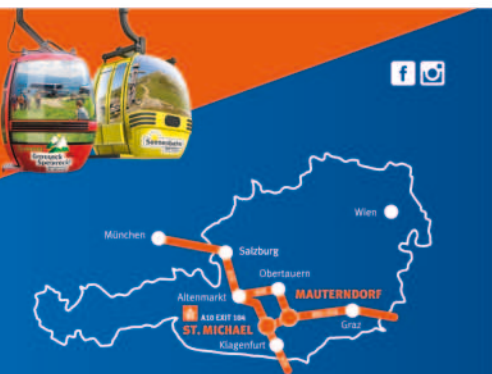 Grosseck
Speiereck
Sonnenbahn
Wien
München
Salzburg
Obertauern
Altenmarkt
MAUTERNDORF
A10 EXIT 104
ST. MICHAEL
Graz
Klagenfurt